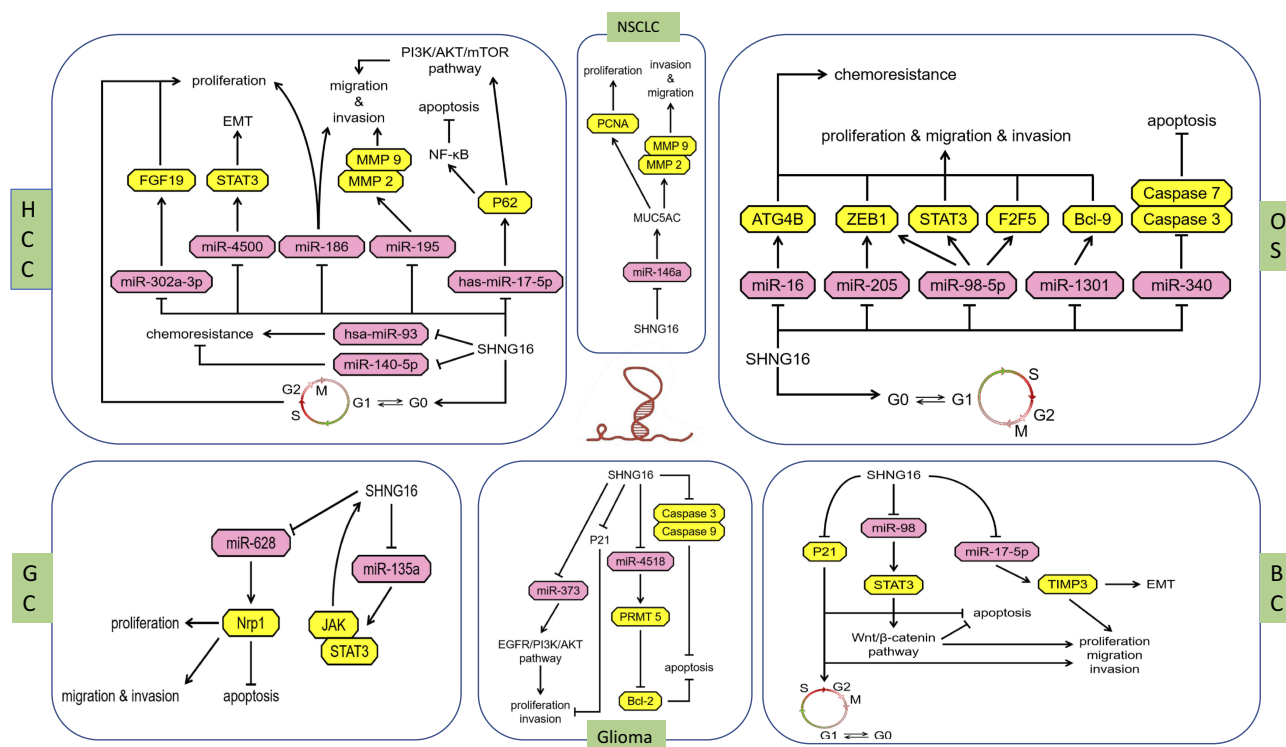 H
C
C
PI3K/AKT/mTOR
pathway
proliferation
migration
&
invasion
apoptosis
EMT
NF-κB
MMP 9
MMP 2
FGF19
STAT3
P62
miR-4500
miR-186
miR-195
miR-302a-3p
has-miR-17-5p
chemoresistance
hsa-miR-93
SHNG16
miR-140-5p
G2
M
S
G1
G0
NSCLC
proliferation
invasion
&
migration
PCNA
MMP 9
MMP 2
MUC5AC
miR-146a
SHNG16
O
S
chemoresistance
proliferation & migration & invasion
apoptosis
Caspase 7
Caspase 3
ATG4B
ZEB1
STAT3
F2F5
Bcl-9
miR-16
miR-205
miR-98-5p
miR-1301
miR-340
SHNG16
G0
G1
S
G2
M
G
C
SHNG16
miR-628
miR-135a
proliferation
Nrp1
JAK
STAT3
migration & invasion
apoptosis
SHNG16
Caspase 3
Caspase 9
P21
miR-4518
miR-373
PRMT 5
EGFR/PI3K/AKT
pathway
apoptosis
Bcl-2
proliferation
invasion
Glioma
B
C
SHNG16
miR-98
P21
miR-17-5p
STAT3
TIMP3
EMT
apoptosis
Wnt/β-catenin
pathway
proliferation
migration
invasion
S
G2
M
G1
G0